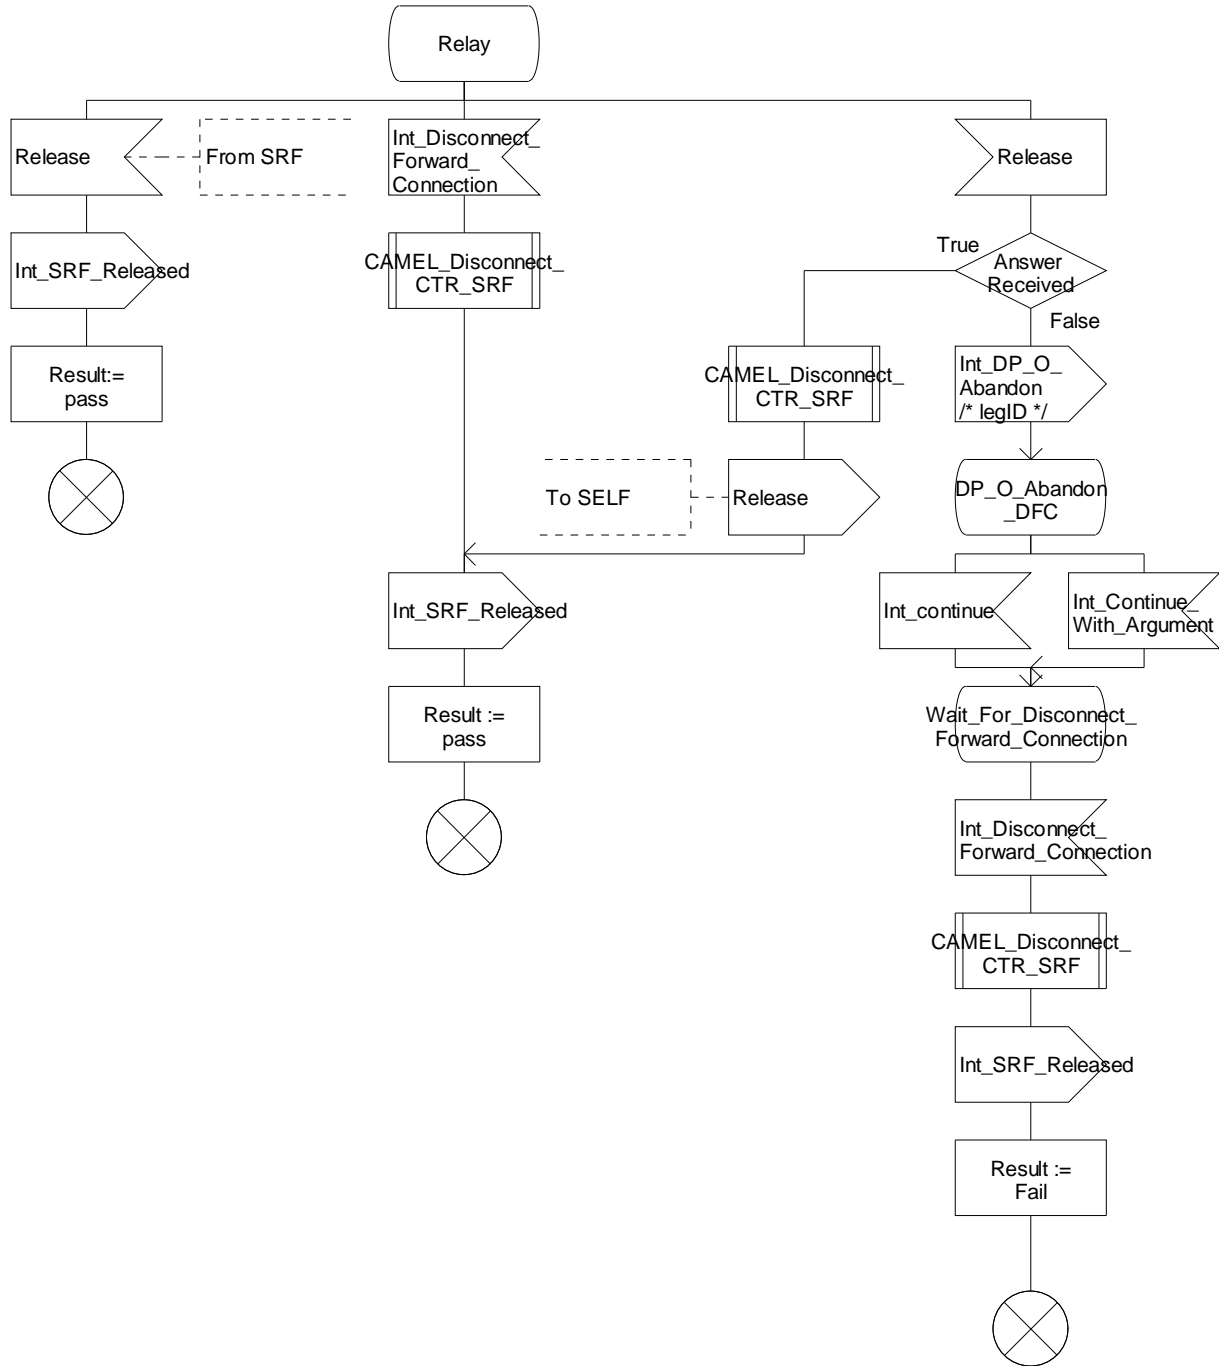 Relay
Release
From SRF
Int_Disconnect_
Forward_
Connection
Release
Int_SRF_Released
CAMEL_Disconnect_
CTR_SRF
True
Answer
Received
False
Result:=
pass
CAMEL_Disconnect_
CTR_SRF
Int_DP_O_
Abandon
/* legID */
To SELF
Release
DP_O_Abandon
_DFC
Int_SRF_Released
Int_continue
Int_Continue_
With_Argument
Result :=
pass
Wait_For_Disconnect_
Forward_Connection
Int_Disconnect_
Forward_Connection
CAMEL_Disconnect_
CTR_SRF
Int_SRF_Released
Result :=
Fail